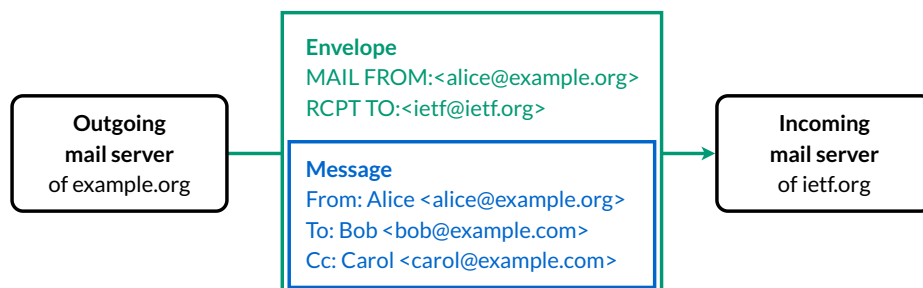 Outgoing
mail server
of example.org
Envelope
MAIL FROM:<alice@example.org>
RCPT TO:<ietf@ietf.org>
Message
From: Alice <alice@example.org>
To: Bob <bob@example.com>
Cc: Carol <carol@example.com>
Incoming
mail server
of ietf.org